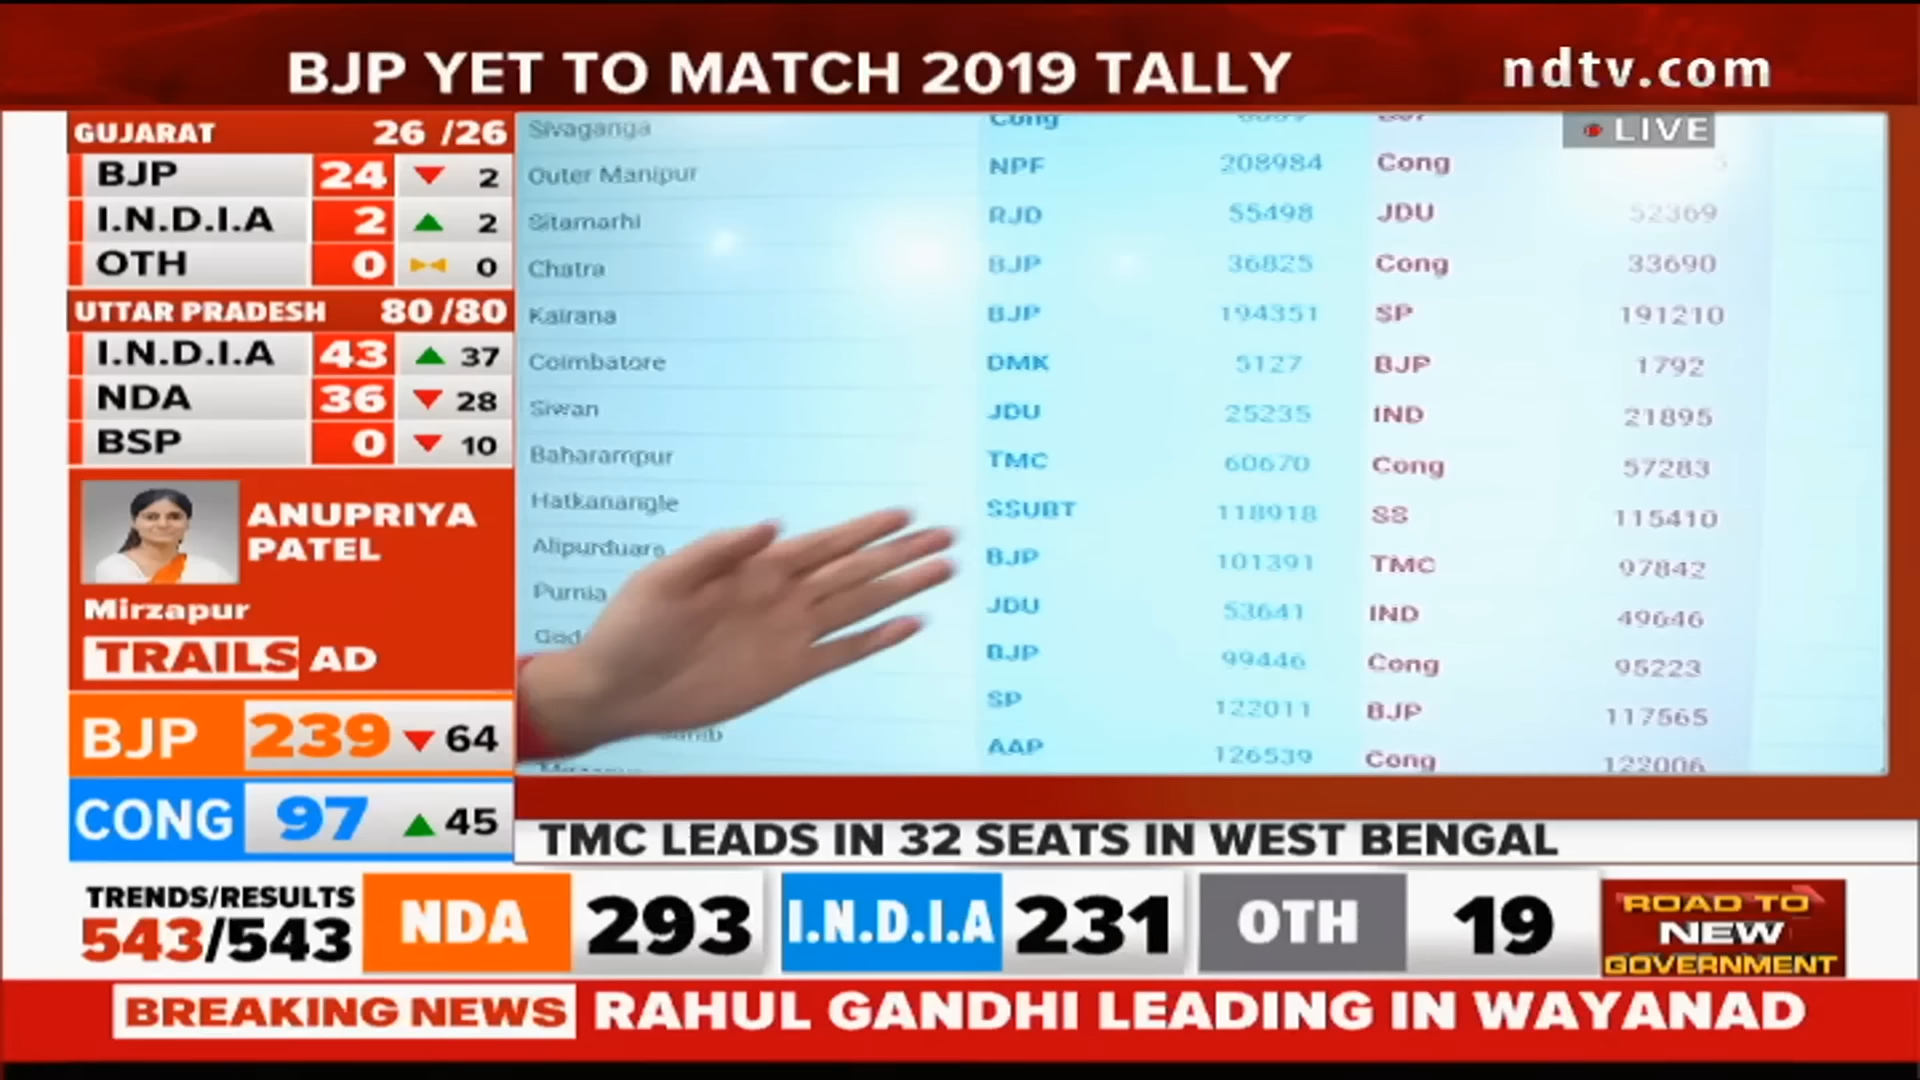 BJP YET TO MATCH 2019 TALLY
ndtv.com
GUJARAT 26 /26
BJP 24 2
I.N.D.I.A 2 2
OTH 0 0
UTTAR PRADESH 80 /80
I.N.D.I.A 43 37
NDA 36 28
BSP 0 10
ANUPRIYA
PATEL
Mirzapur
TRAILS AD
BJP 239 64
CONG 97 45
LIVE
Sivaganga Cong
Outer Manipur NPF 208984 Cong
Sitamarhi RJD 55498 JDU 52369
Chatra BJP 36825 Cong 33690
Kairana BJP 194351 SP 191210
Coimbatore DMK 5127 BJP 1792
Siwan JDU 25235 IND 21895
Baharampur TMC 60670 Cong 57283
Hatkanangle SSUBT 118918 SS 115410
Alipurduars BJP 101391 TMC 97842
Purnia JDU 53641 IND 49646
BJP 99446 Cong 95223
SP 122011 BJP 117565
AAP 126539 Cong 122006
TMC LEADS IN 32 SEATS IN WEST BENGAL
TRENDS/RESULTS
543/543
NDA 293 I.N.D.I.A 231 OTH 19
ROAD TO
NEW
GOVERNMENT
BREAKING NEWS RAHUL GANDHI LEADING IN WAYANAD